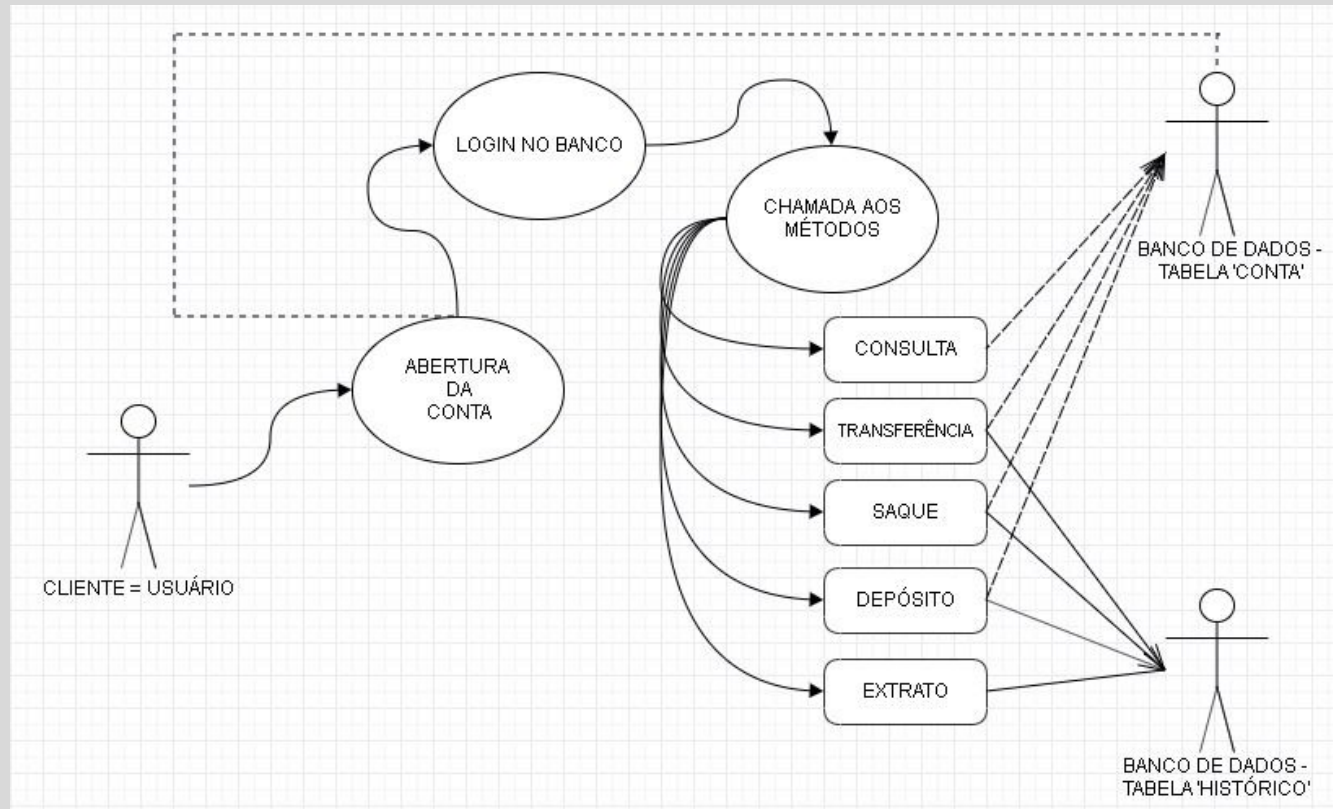 LOGIN NO BANCO
CHAMADA AOS
MÉTODOS
BANCO DE DADOS -
TABELA 'CONTA'
ABERTURA
DA
CONTA
CONSULTA
TRANSFERÊNCIA
SAQUE
DEPÓSITO
EXTRATO
CLIENTE = USUÁRIO
BANCO DE DADOS -
TABELA 'HISTÓRICO'